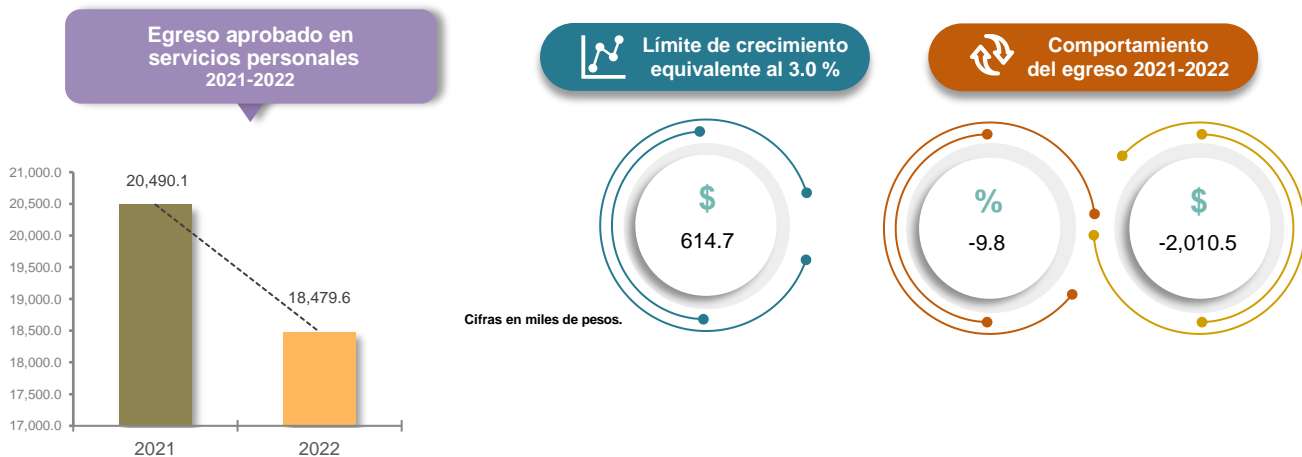 Egreso aprobado en
servicios personales
2021-2022
Límite de crecimiento
equivalente al 3.0 %
Comportamiento
del egreso 2021-2022
21,000.0
20,500.0
20,000.0
19,500.0
19,000.0
18,500.0
18,000.0
17,500.0
17,000.0
20,490.1
18,479.6
2021
2022
$
614.7
%
-9.8
$
-2,010.5
Cifras en miles de pesos.